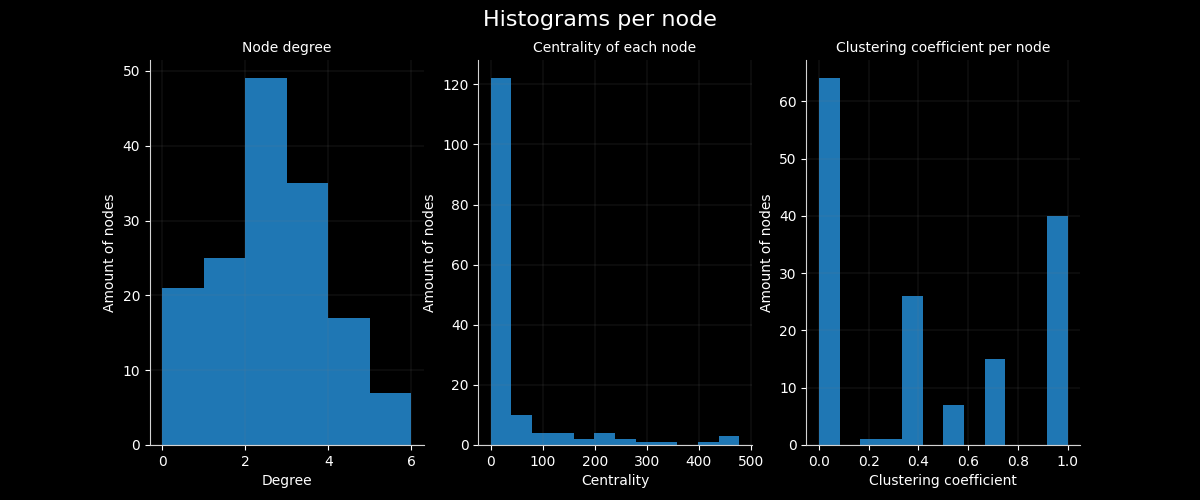 Histograms per node
Node degree
Amount of nodes
50
40
30
20
10
0
0 2 4 6
Degree
Centrality of each node
Amount of nodes
120
100
80
60
40
20
0
0 100 200 300 400 500
Centrality
Clustering coefficient per node
Amount of nodes
60
50
40
30
20
10
0
0.0 0.2 0.4 0.6 0.8 1.0
Clustering coefficient